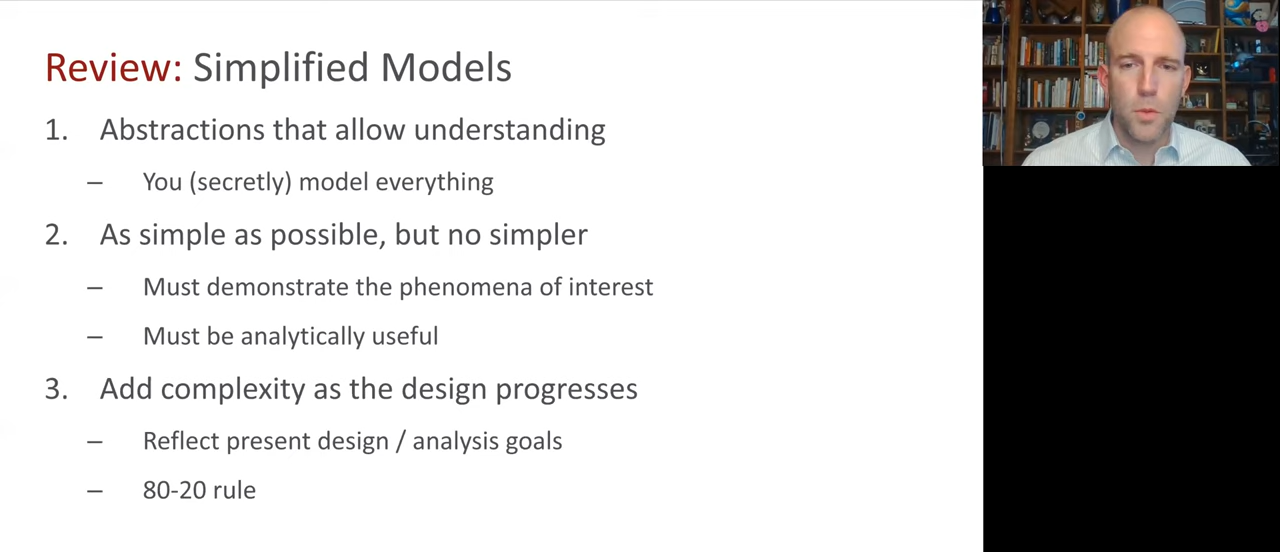 Review: Simplified Models
1. Abstractions that allow understanding
– You (secretly) model everything
2. As simple as possible, but no simpler
– Must demonstrate the phenomena of interest
– Must be analytically useful
3. Add complexity as the design progresses
– Reflect present design / analysis goals
– 80-20 rule